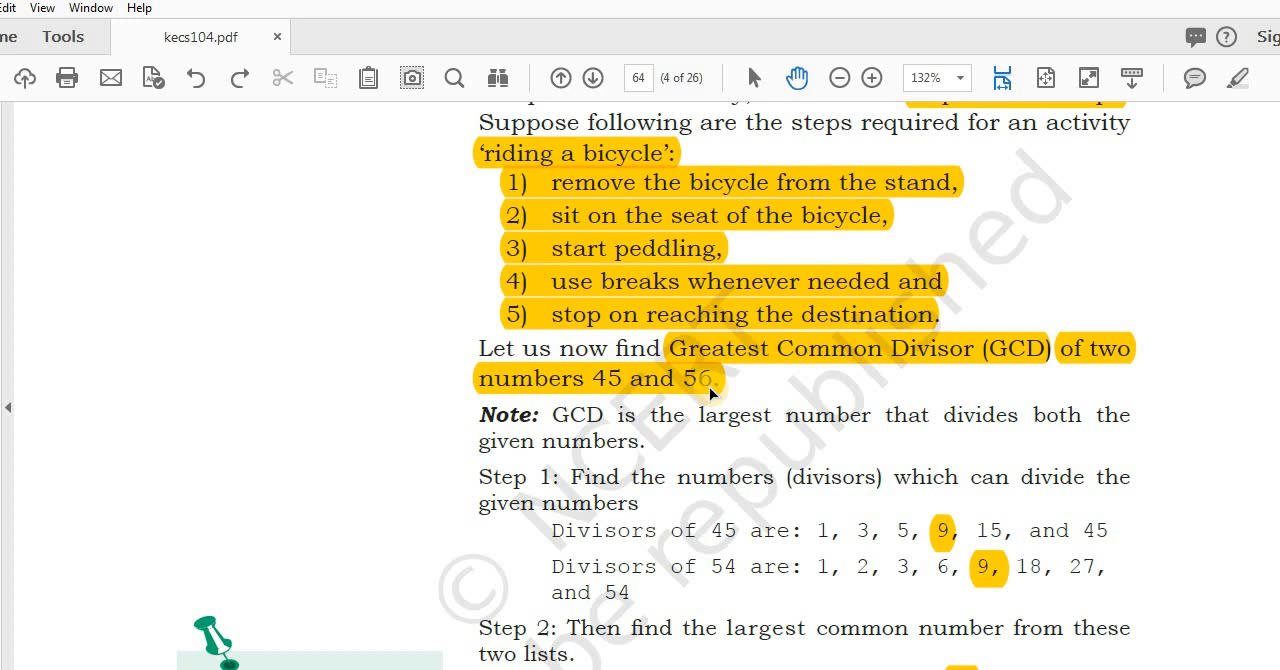 Edit View Window Help
me Tools kecs104.pdf ×
64 (4 of 26) 132%
Suppose following are the steps required for an activity
‘riding a bicycle’:
1) remove the bicycle from the stand,
2) sit on the seat of the bicycle,
3) start peddling,
4) use breaks whenever needed and
5) stop on reaching the destination.
Let us now find Greatest Common Divisor (GCD) of two
numbers 45 and 56.
Note: GCD is the largest number that divides both the
given numbers.
Step 1: Find the numbers (divisors) which can divide the
given numbers
Divisors of 45 are: 1, 3, 5, 9, 15, and 45
Divisors of 54 are: 1, 2, 3, 6, 9, 18, 27,
and 54
Step 2: Then find the largest common number from these
two lists.
© NCERT
be republished